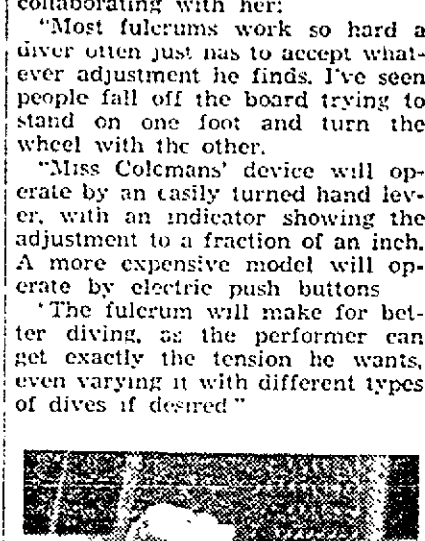 collaborating with her:
"Most fulcrums work so hard a
diver often just has to accept what-
ever adjustment he finds. I've seen
people fall off the board trying to
stand on one foot and turn the
wheel with the other.
"Miss Colemans' device will op-
erate by an easily turned hand lev-
er, with an indicator showing the
adjustment to a fraction of an inch.
A more expensive model will op-
erate by electric push buttons
'The fulcrum will make for bet-
ter diving, as the performer can
get exactly the tension he wants,
even varying it with different types
of dives if desired"